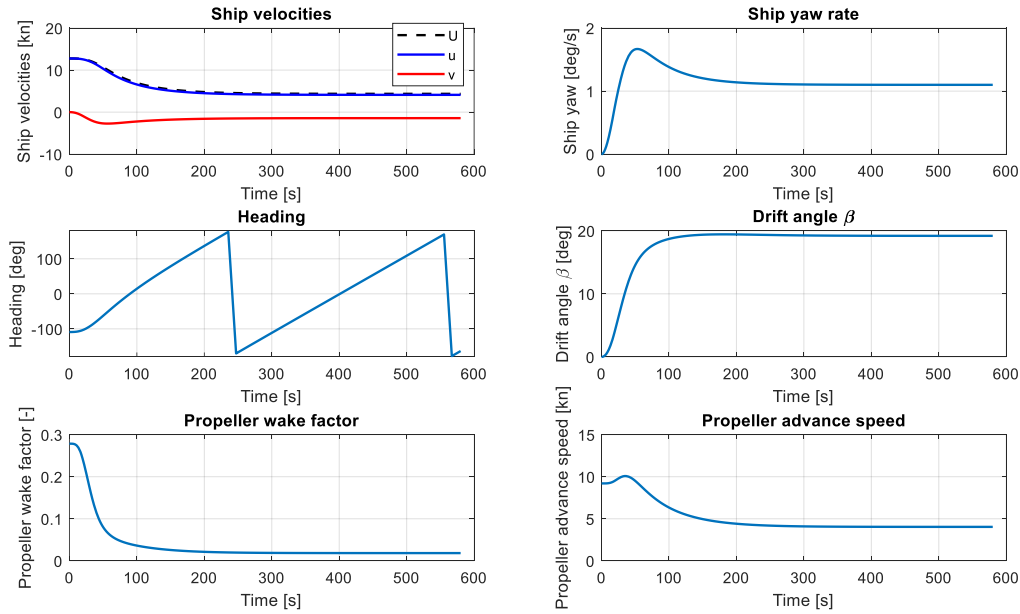 Ship velocities
Ship velocities [kn]
20
10
0
-10
U
u
v
0 100 200 300 400 500 600
Time [s]
Ship yaw rate
Ship yaw [deg/s]
2
1
0
0 100 200 300 400 500 600
Time [s]
Heading
Heading [deg]
100
0
-100
0 100 200 300 400 500 600
Time [s]
Drift angle β
Drift angle β [deg]
20
10
0
0 100 200 300 400 500 600
Time [s]
Propeller wake factor
Propeller wake factor [-]
0.3
0.2
0.1
0
0 100 200 300 400 500 600
Time [s]
Propeller advance speed
Propeller advance speed [kn]
15
10
5
0
0 100 200 300 400 500 600
Time [s]